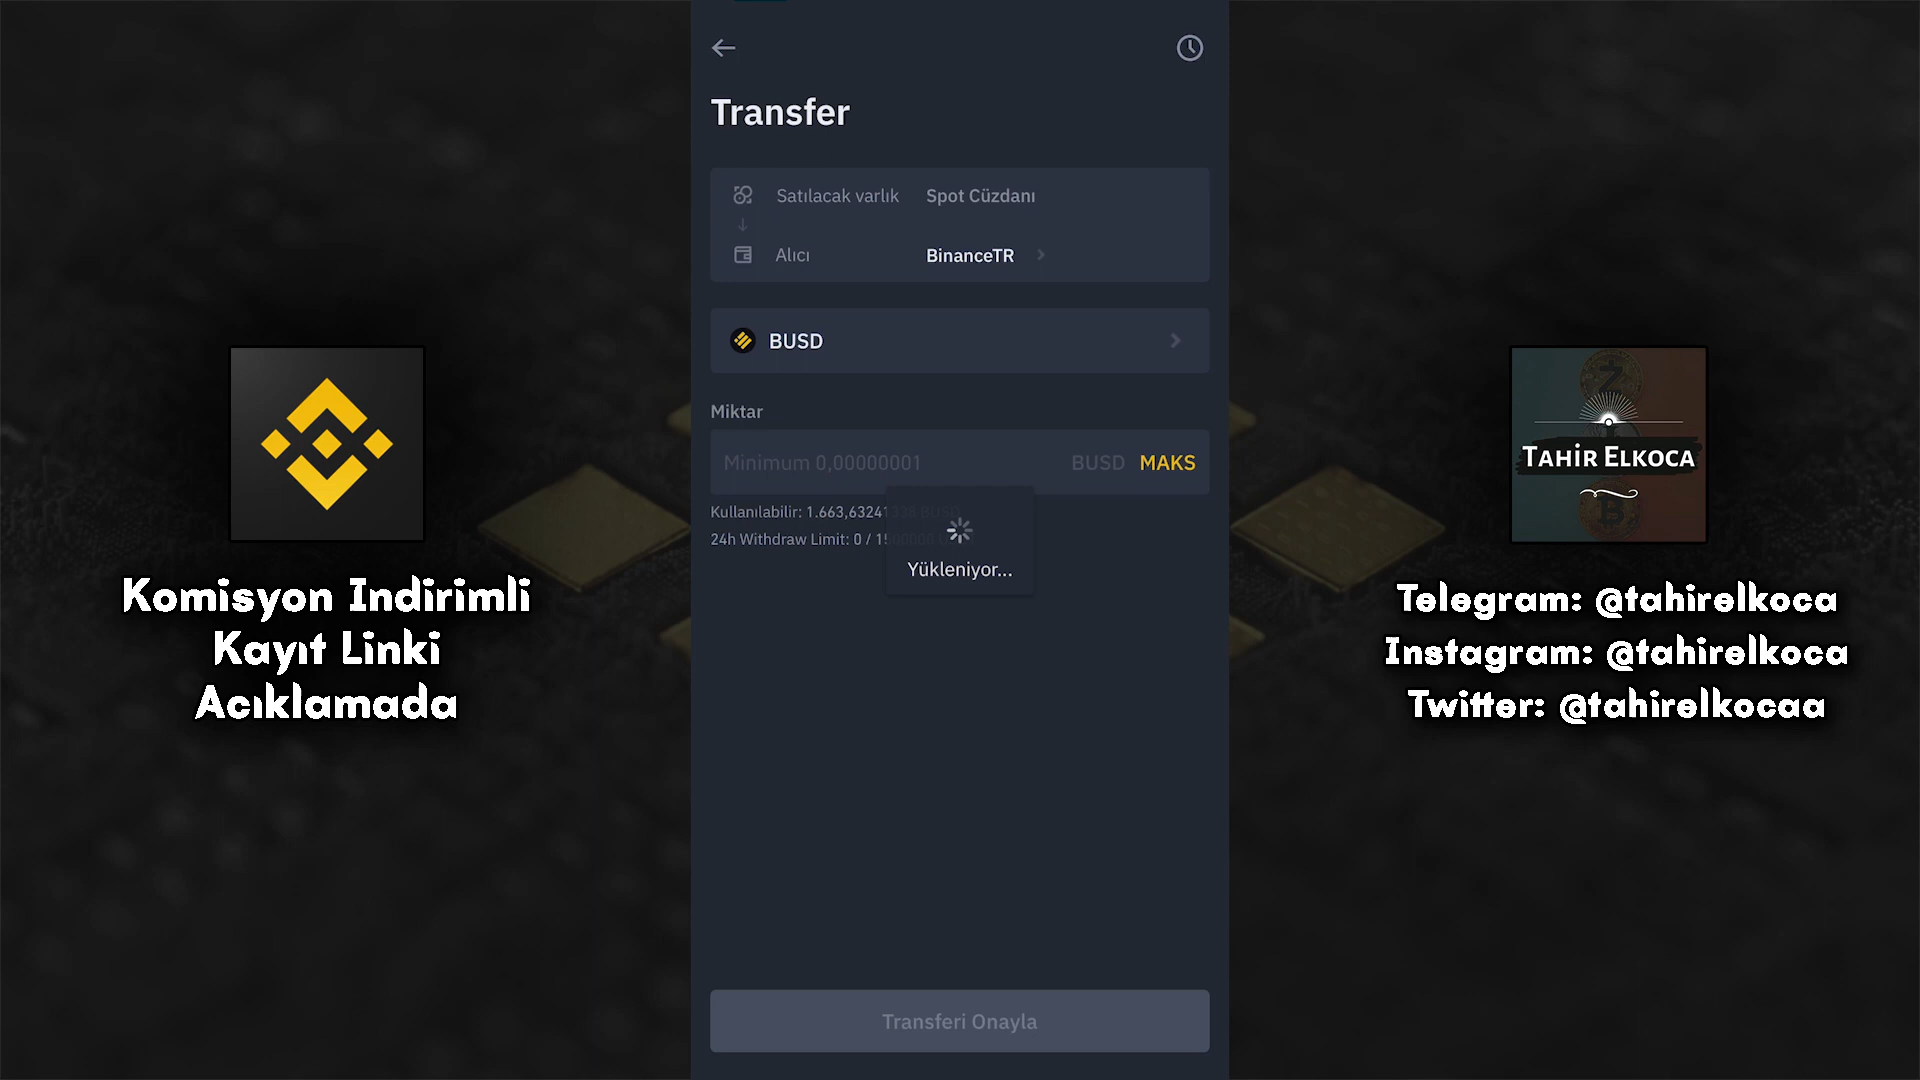 Transfer
Satılacak varlık Spot Cüzdanı
Alıcı BinanceTR
BUSD
Miktar
Minimum 0,00000001 BUSD MAKS
Kullanılabilir: 1.663,63241
24h Withdraw Limit: 0 /
Yükleniyor...
Transferi Onayla
Komisyon Indirimli
Kayıt Linki
Acıklamada
TAHİR ELKOCA
Telegram: @tahirelkoca
Instagram: @tahirelkoca
Twitter: @tahirelkocaa